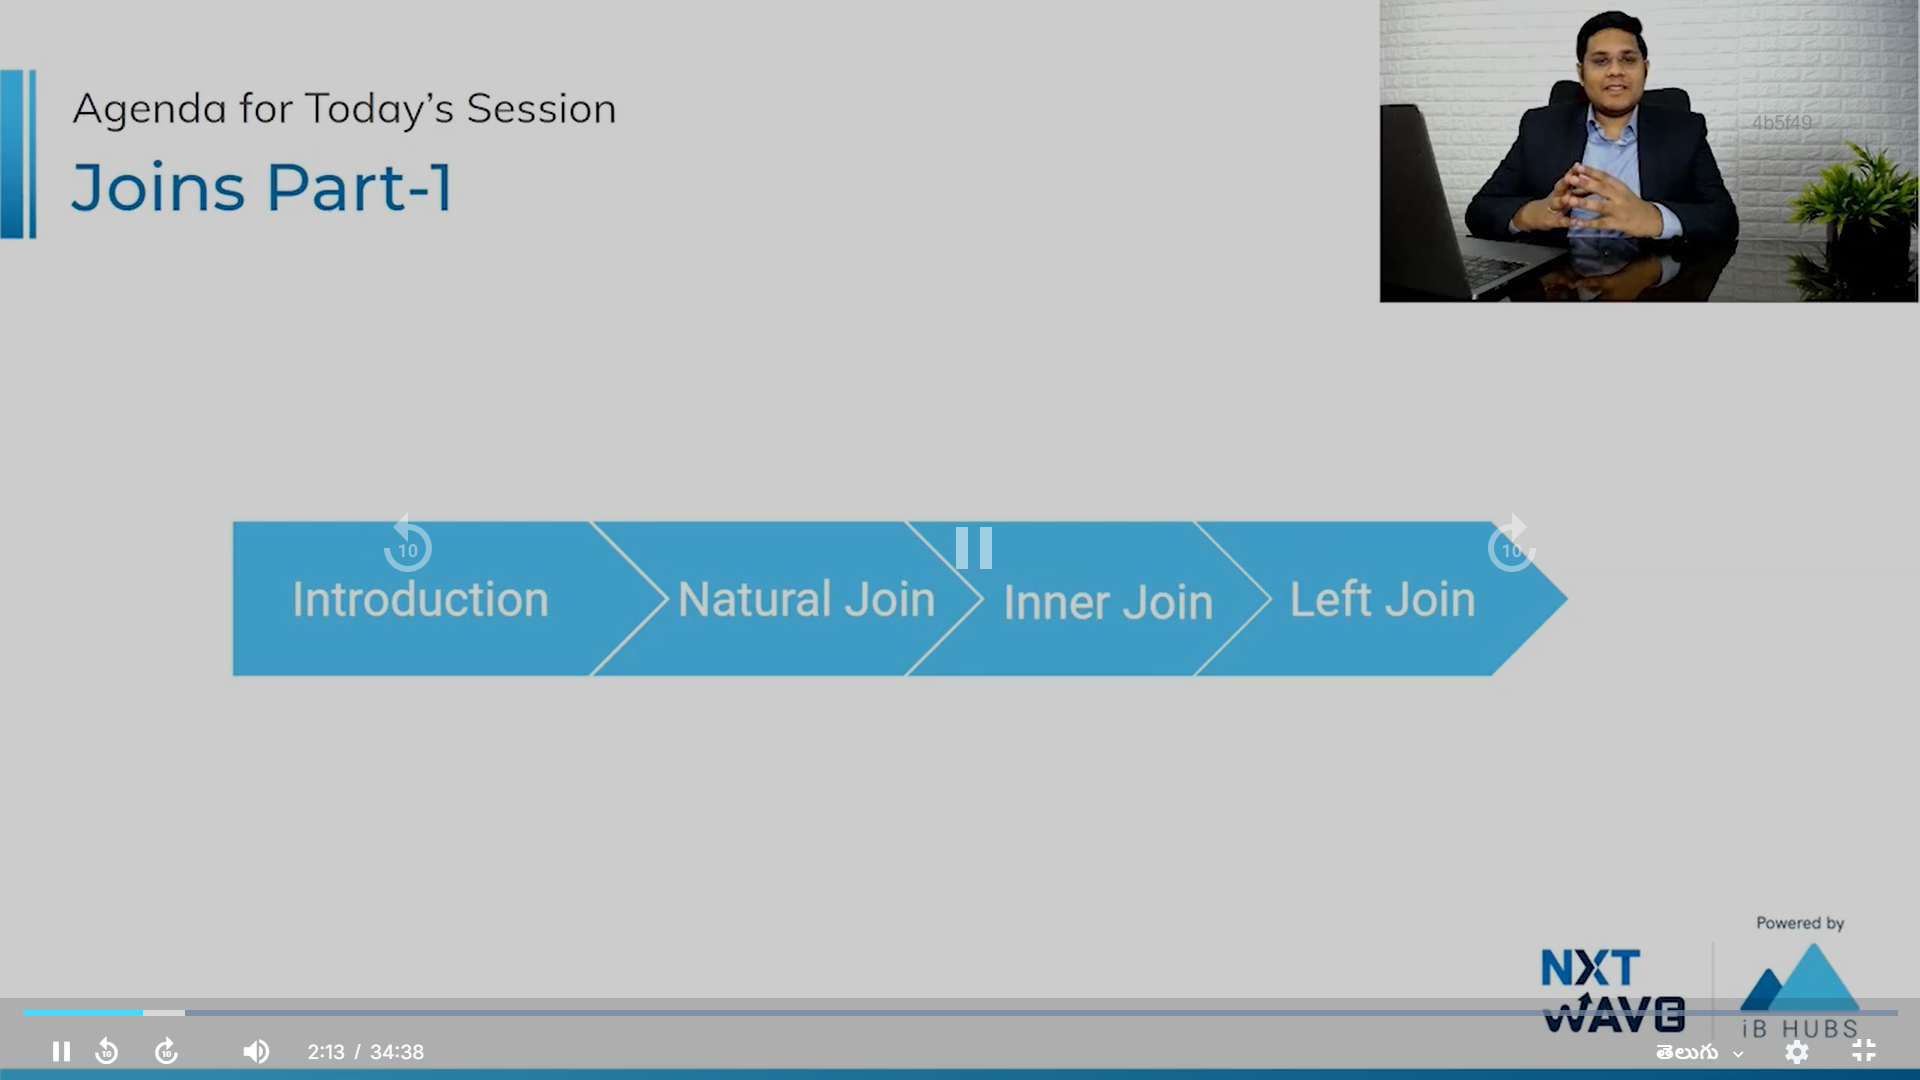 Agenda for Today’s Session
Joins Part-1
4b5f49
10
10
Introduction
Natural Join
Inner Join
Left Join
Powered by
NXT
WAVE
iB HUBS
10
10
2:13 / 34:38
తెలుగు